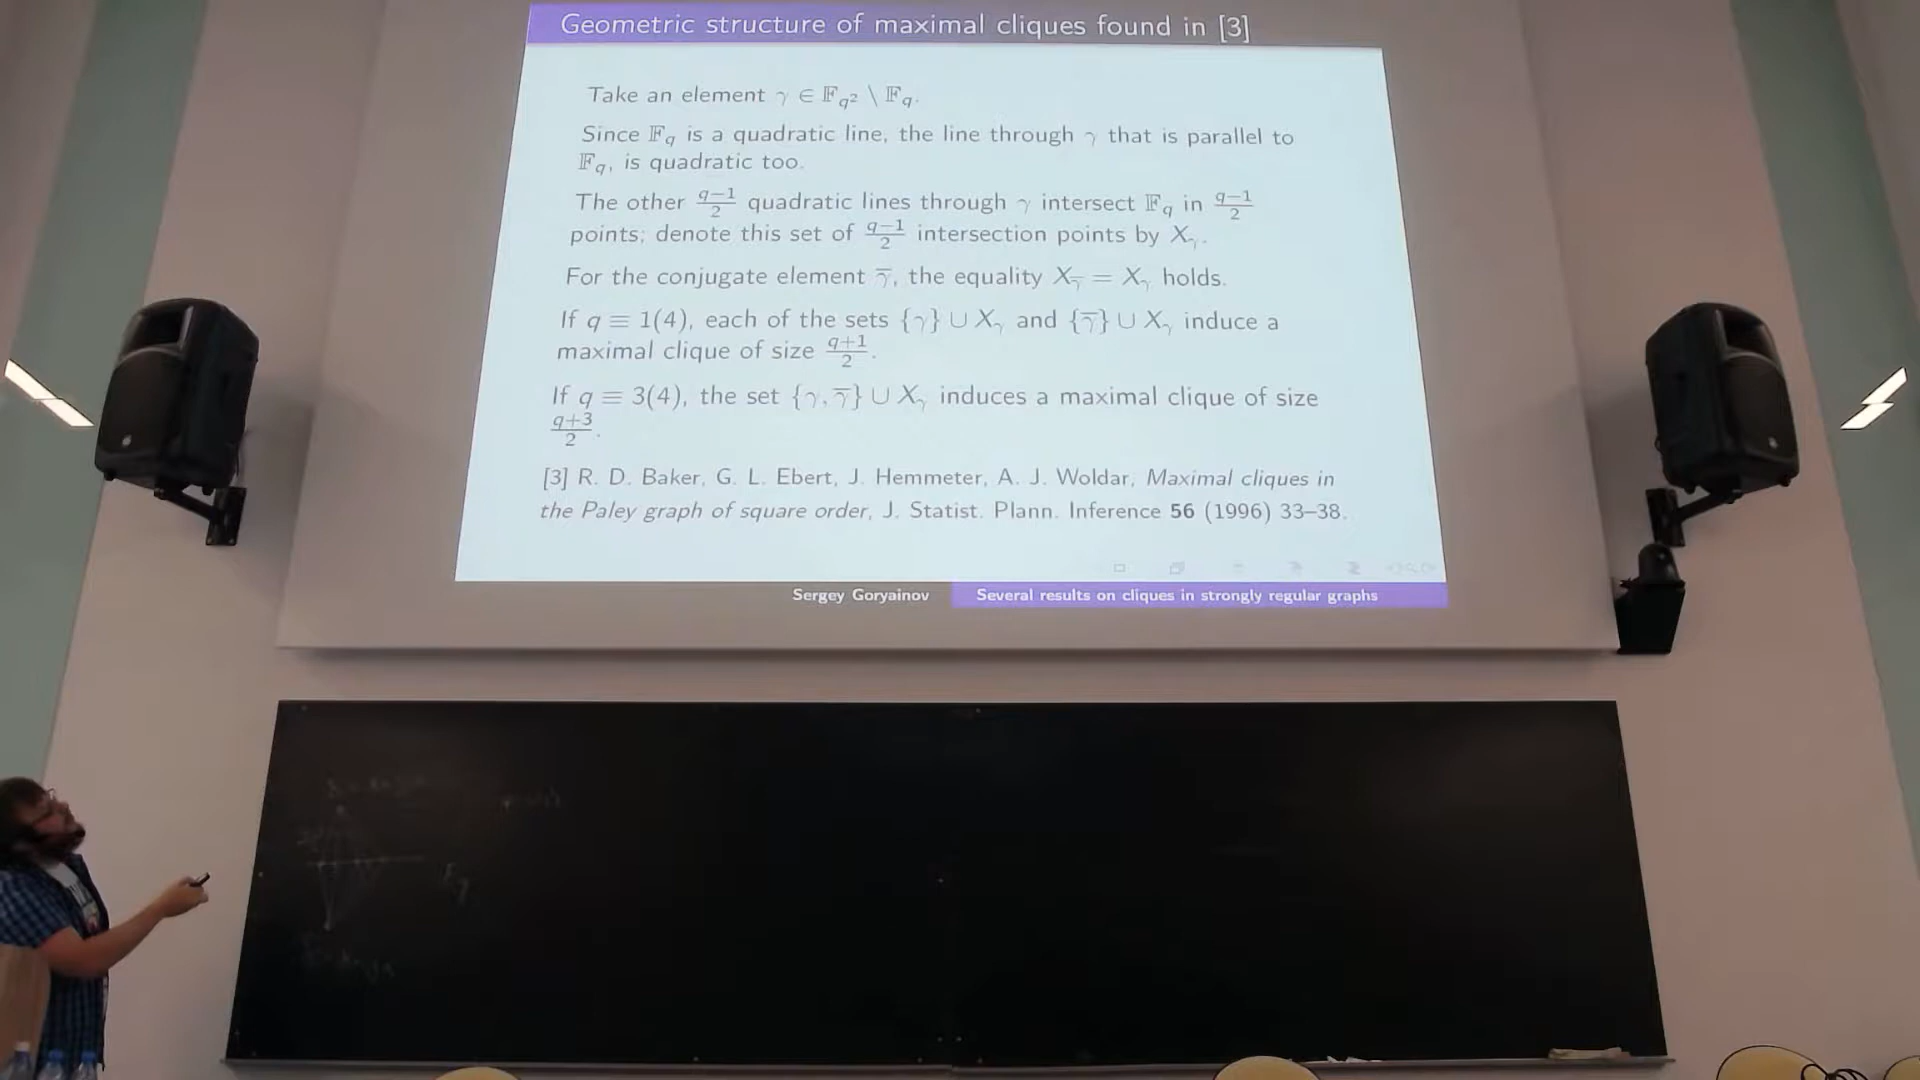 Geometric structure of maximal cliques found in [3]
Take an element γ ∈ 𝔽_{q²} \ 𝔽_q.
Since 𝔽_q is a quadratic line, the line through γ that is parallel to
𝔽_q, is quadratic too.
The other (q−1)/2 quadratic lines through γ intersect 𝔽_q in (q−1)/2
points; denote this set of (q−1)/2 intersection points by X_γ.
For the conjugate element γ̅, the equality X_γ̅ = X_γ holds.
If q ≡ 1(4), each of the sets {γ} ∪ X_γ and {γ̅} ∪ X_γ induce a
maximal clique of size (q+1)/2.
If q ≡ 3(4), the set {γ, γ̅} ∪ X_γ induces a maximal clique of size
(q+3)/2.
[3] R. D. Baker, G. L. Ebert, J. Hemmeter, A. J. Woldar, Maximal cliques in
the Paley graph of square order, J. Statist. Plann. Inference 56 (1996) 33–38.
Sergey Goryainov Several results on cliques in strongly regular graphs
F_q